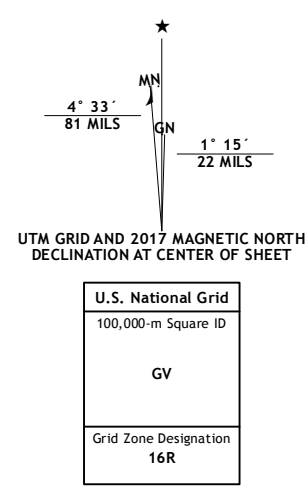 ★
MN
4° 33´
81 MILS
GN
1° 15´
22 MILS
UTM GRID AND 2017 MAGNETIC NORTH
DECLINATION AT CENTER OF SHEET
U.S. National Grid
100,000-m Square ID
GV
Grid Zone Designation
16R